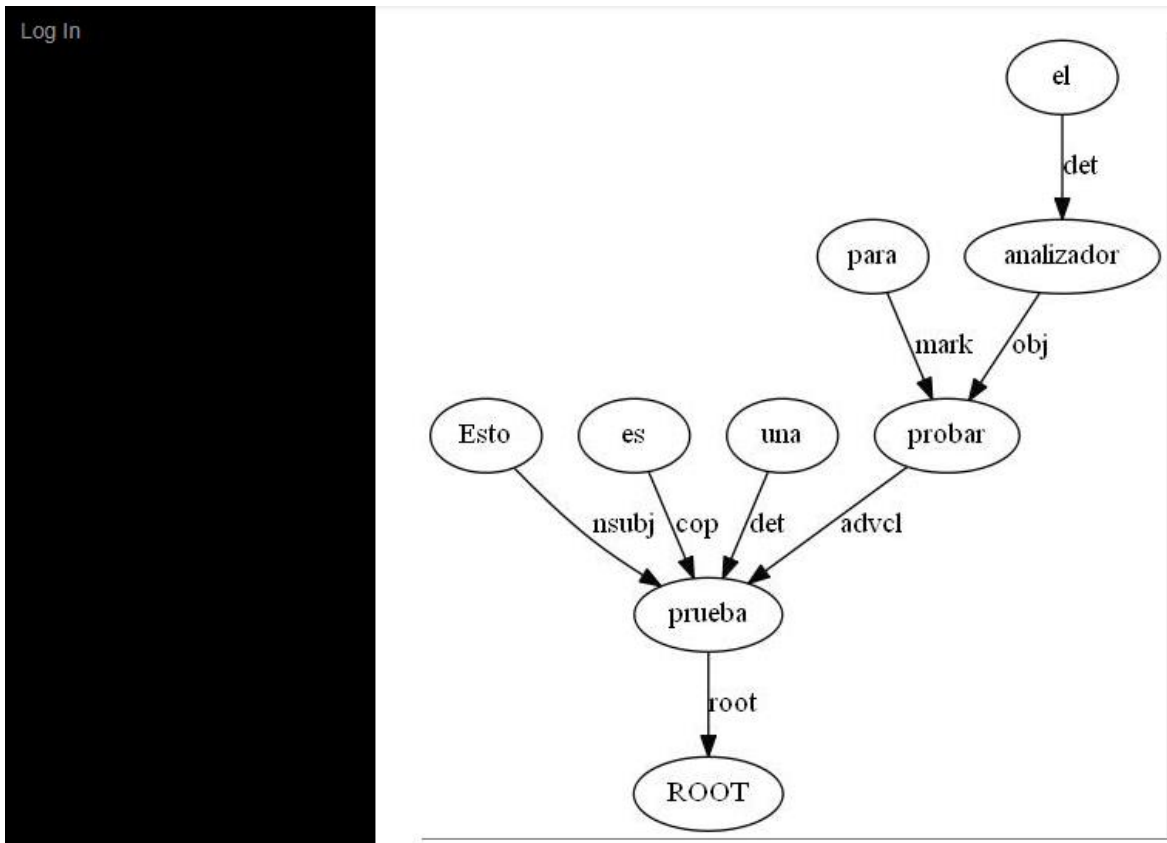 Log In
el
det
para
analizador
mark
obj
Esto
es
una
probar
nsubj
cop
det
advcl
prueba
root
ROOT